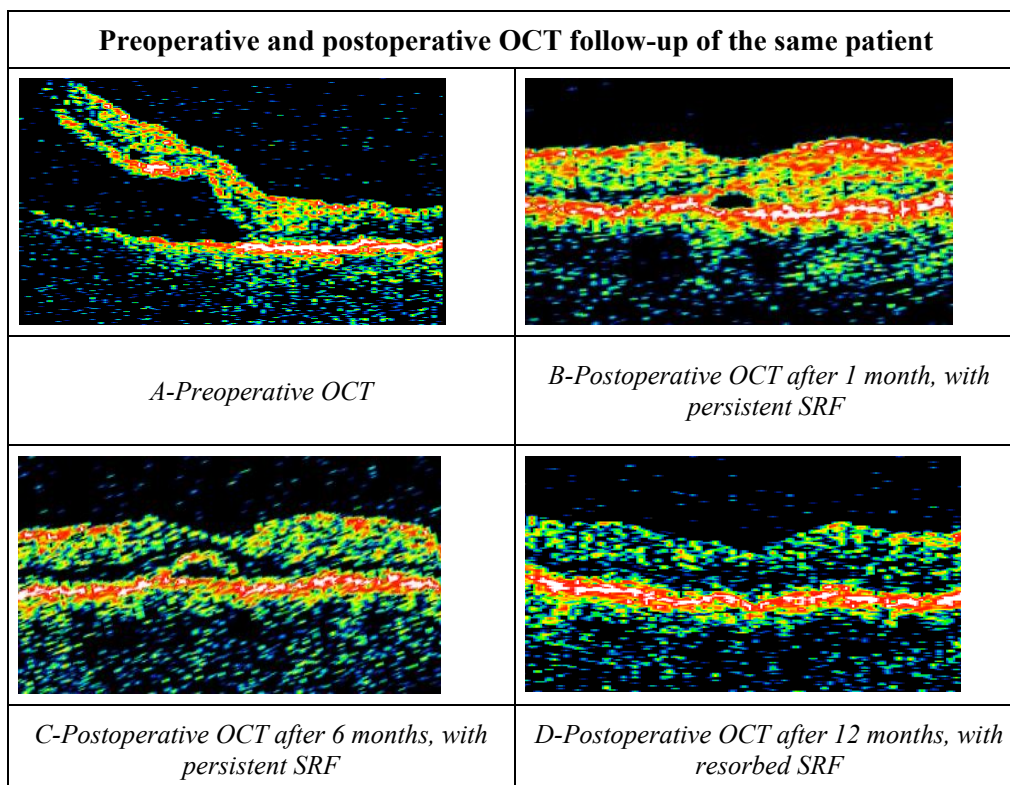 Preoperative and postoperative OCT follow-up of the same patient
A-Preoperative OCT
B-Postoperative OCT after 1 month, with
persistent SRF
C-Postoperative OCT after 6 months, with
persistent SRF
D-Postoperative OCT after 12 months, with
resorbed SRF